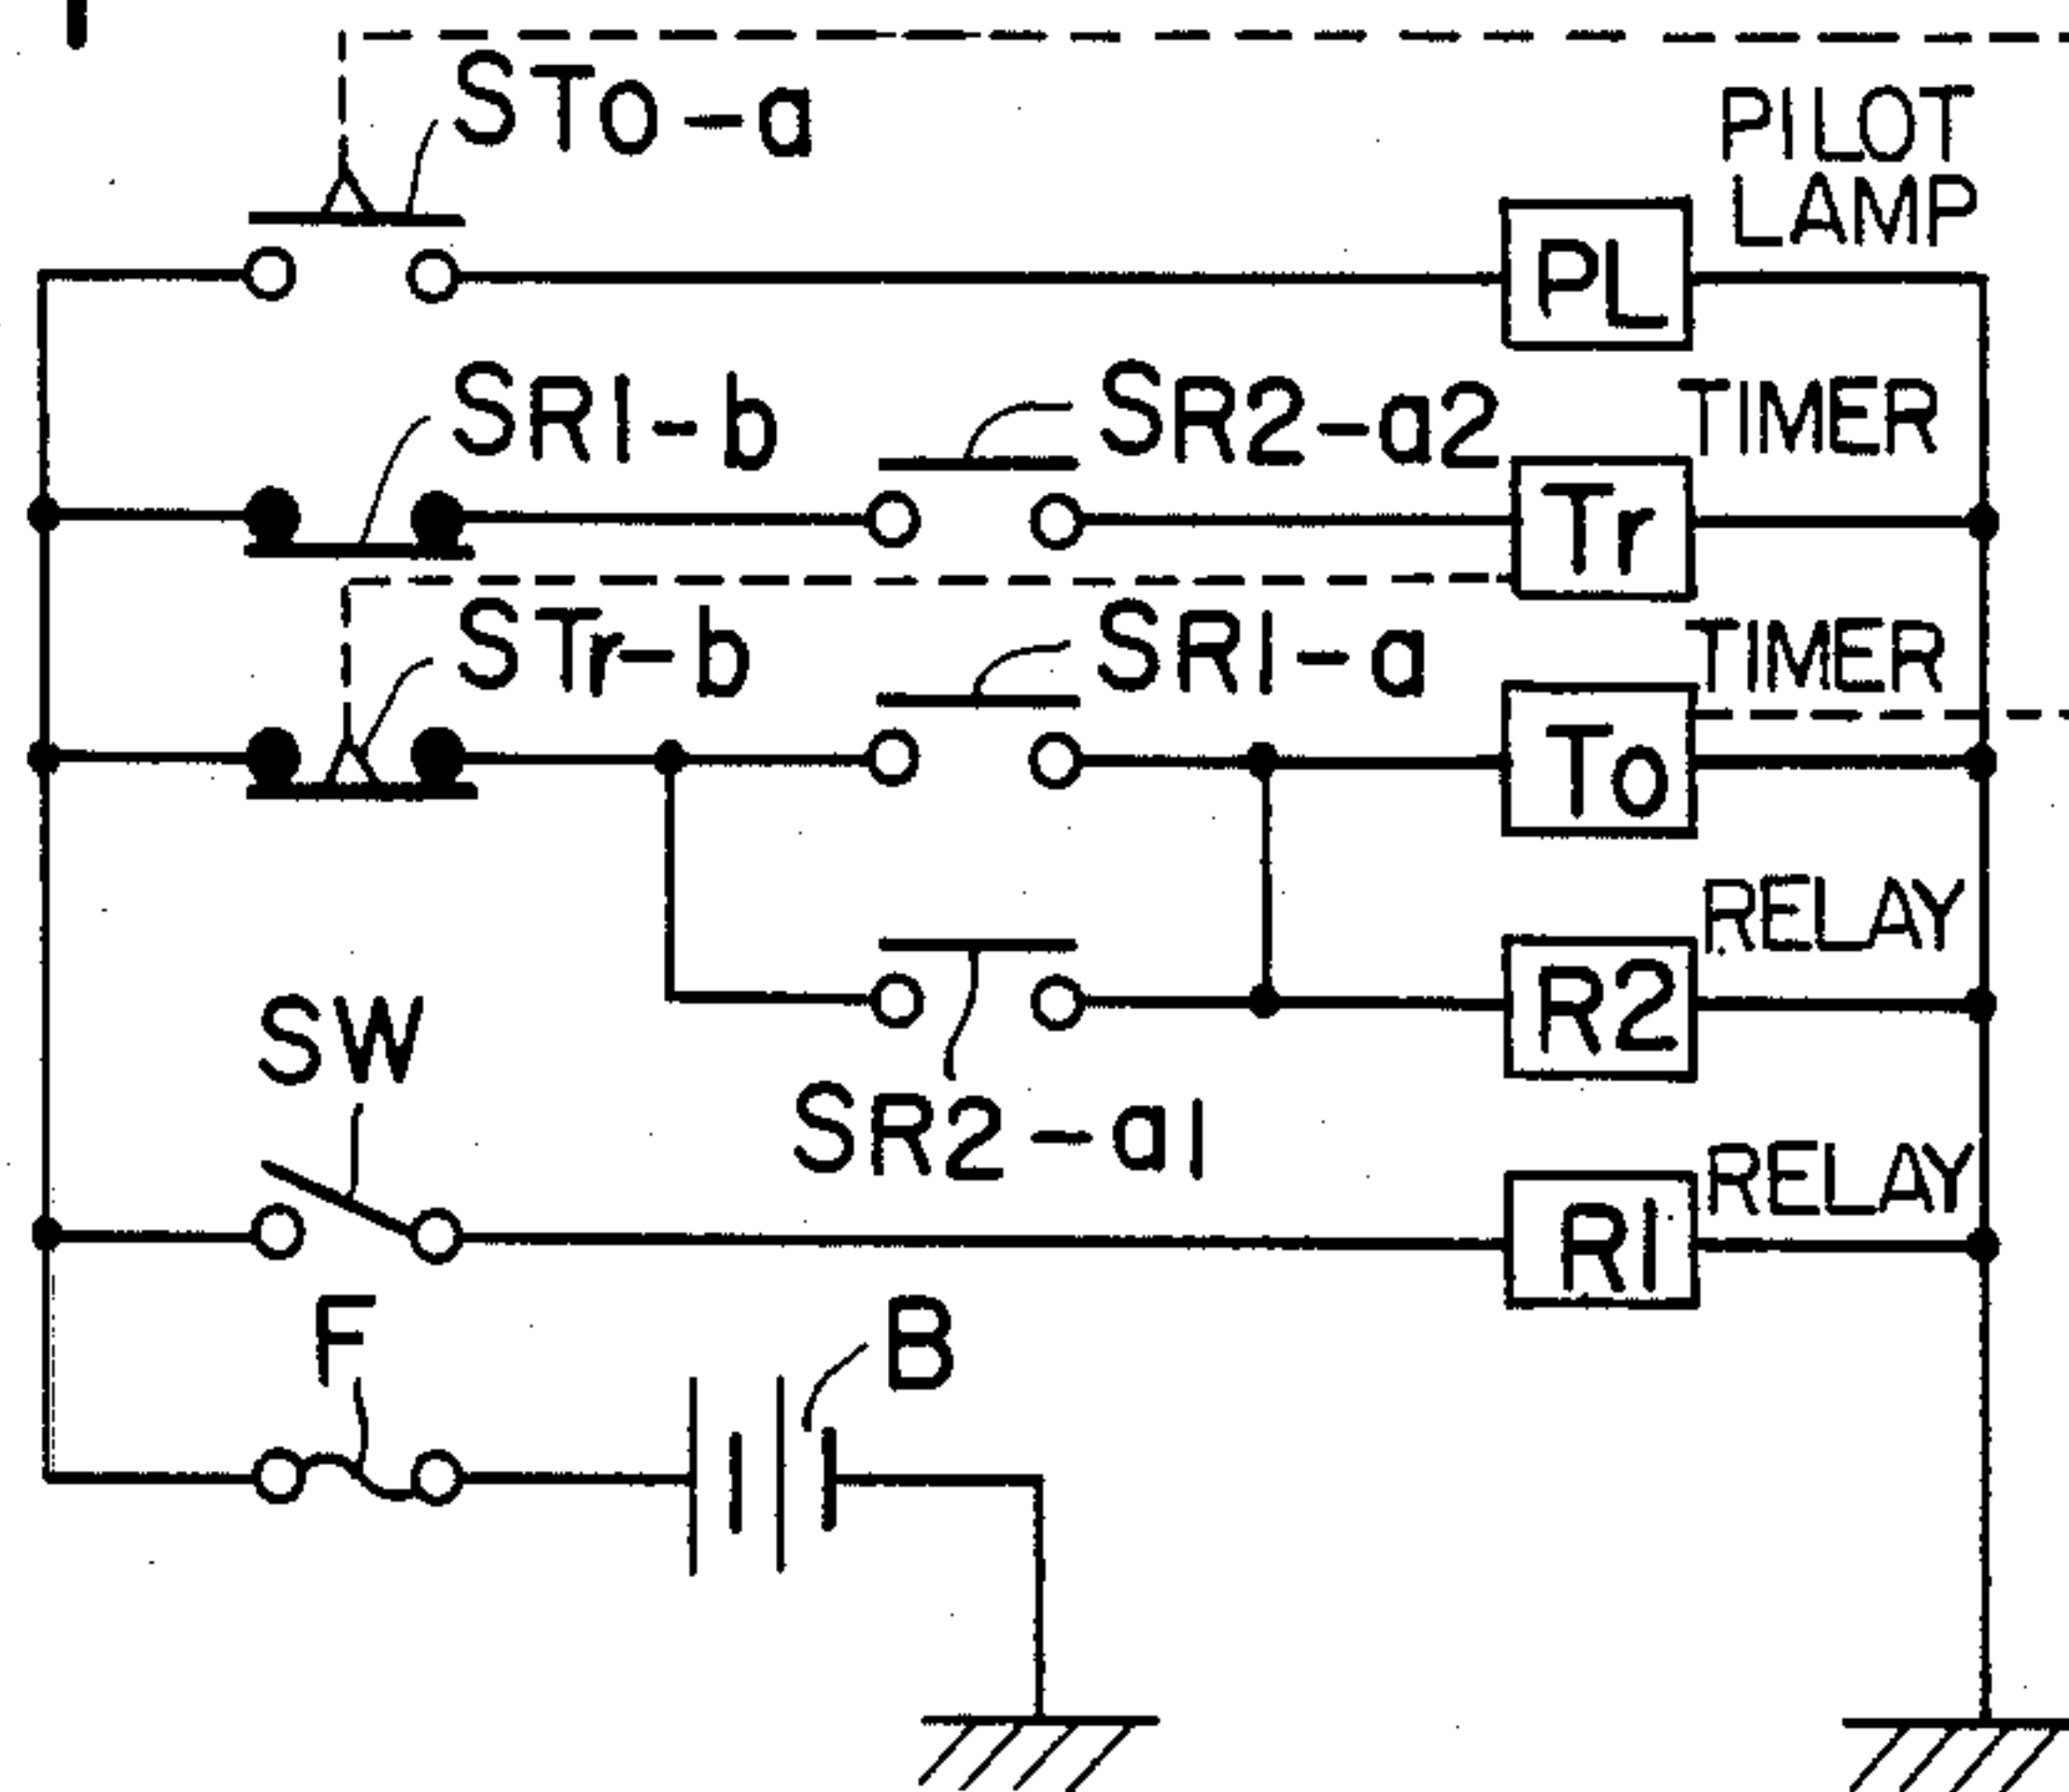 STo-a
PILOT
LAMP
PL
SR1-b
SR2-a2
TIMER
Tr
STr-b
SR1-a
TIMER
To
RELAY
R2
SW
SR2-a1
RELAY
R1
F
B